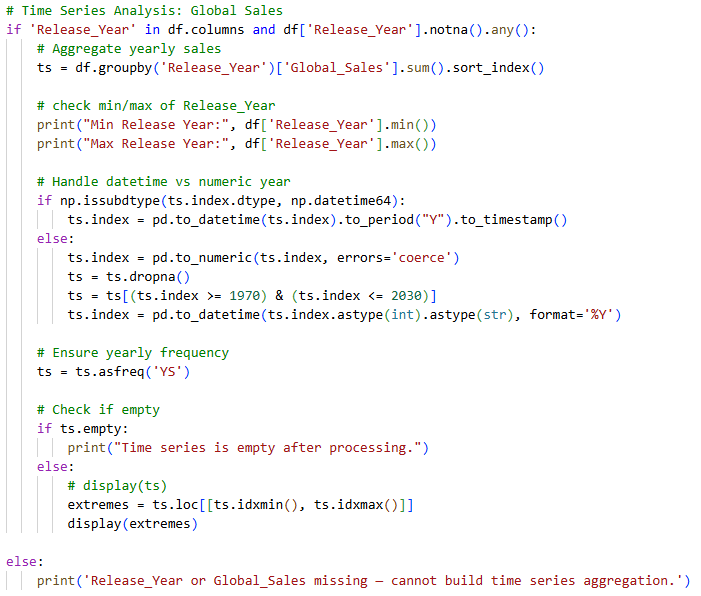 # Time Series Analysis: Global Sales
if 'Release_Year' in df.columns and df['Release_Year'].notna().any():
    # Aggregate yearly sales
    ts = df.groupby('Release_Year')['Global_Sales'].sum().sort_index()

    # check min/max of Release_Year
    print("Min Release Year:", df['Release_Year'].min())
    print("Max Release Year:", df['Release_Year'].max())

    # Handle datetime vs numeric year
    if np.issubdtype(ts.index.dtype, np.datetime64):
        ts.index = pd.to_datetime(ts.index).to_period("Y").to_timestamp()
    else:
        ts.index = pd.to_numeric(ts.index, errors='coerce')
        ts = ts.dropna()
        ts = ts[(ts.index >= 1970) & (ts.index <= 2030)]
        ts.index = pd.to_datetime(ts.index.astype(int).astype(str), format='%Y')

    # Ensure yearly frequency
    ts = ts.asfreq('YS')

    # Check if empty
    if ts.empty:
        print("Time series is empty after processing.")
    else:
        # display(ts)
        extremes = ts.loc[[ts.idxmin(), ts.idxmax()]]
        display(extremes)

else:
    print('Release_Year or Global_Sales missing — cannot build time series aggregation.')